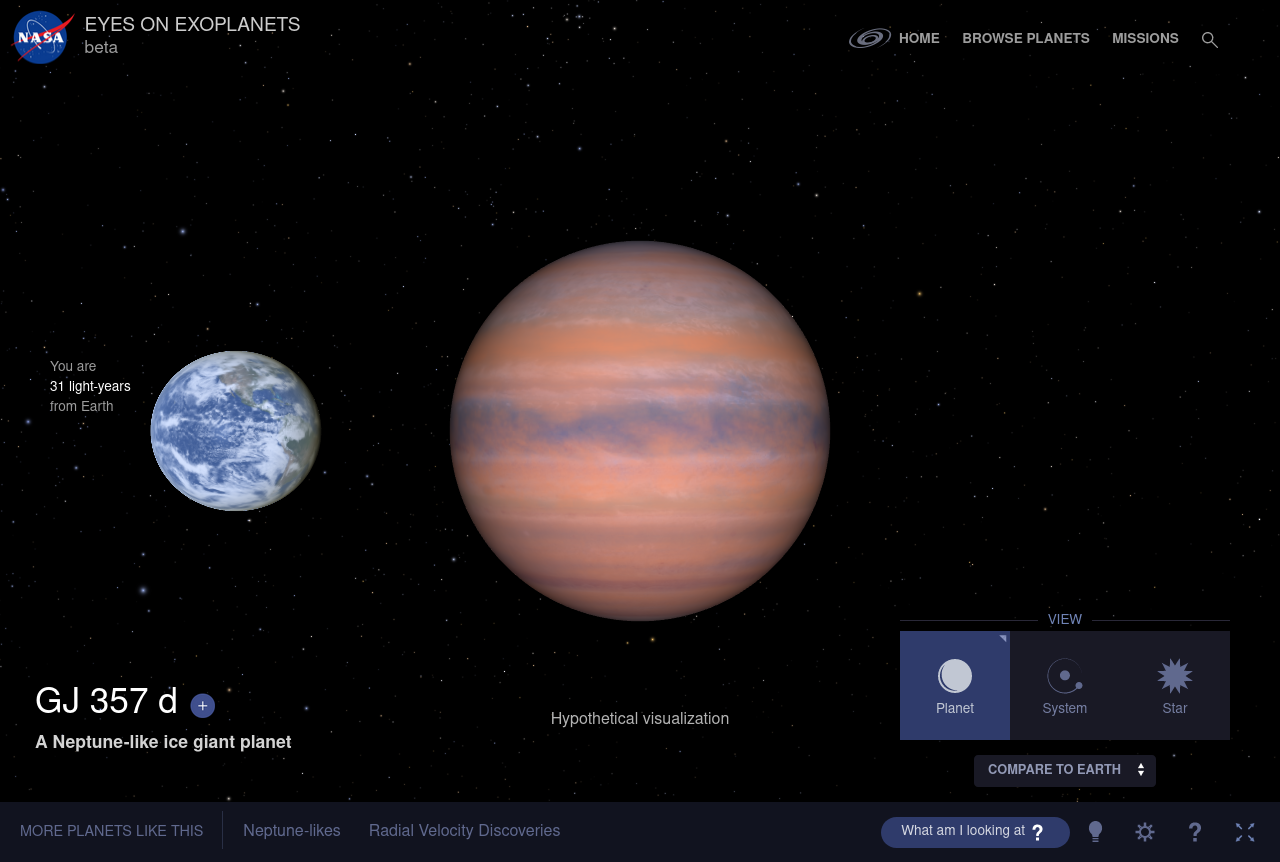 NASA
EYES ON EXOPLANETS
beta
HOME
BROWSE PLANETS
MISSIONS
You are
31 light-years
from Earth
VIEW
Planet
System
Star
GJ 357 d +
A Neptune-like ice giant planet
Hypothetical visualization
COMPARE TO EARTH
MORE PLANETS LIKE THIS
Neptune-likes
Radial Velocity Discoveries
What am I looking at ?
?